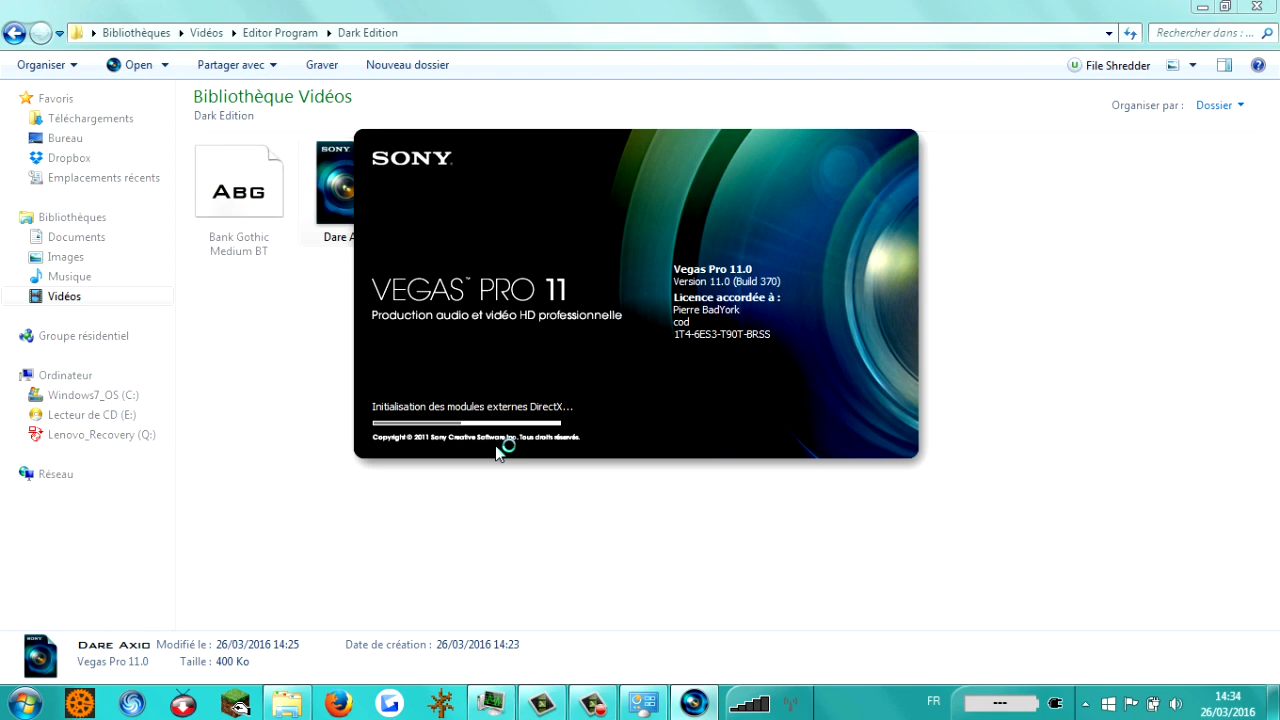 Bibliothèques
Vidéos
Editor Program
Dark Edition
Rechercher dans : ...
Organiser
Open
Partager avec
Graver
Nouveau dossier
File Shredder
Favoris
Téléchargements
Bureau
Dropbox
Emplacements récents
Bibliothèques
Documents
Images
Musique
Vidéos
Groupe résidentiel
Ordinateur
Windows7_OS (C:)
Lecteur de CD (E:)
Lenovo_Recovery (Q:)
Réseau
Bibliothèque Vidéos
Dark Edition
Organiser par :
Dossier
ABG
Bank Gothic
Medium BT
SONY
Dare A
SONY
VEGAS™ PRO 11
Production audio et vidéo HD professionnelle
Vegas Pro 11.0
Version 11.0 (Build 370)
Licence accordée à :
Pierre BadYork
cod
1T4-6ES3-T90T-BRSS
Initialisation des modules externes DirectX...
Copyright © 2011 Sony Creative Software Inc. Tous droits réservés.
SONY
Dare Axio Modifié le : 26/03/2016 14:25 Date de création : 26/03/2016 14:23
Vegas Pro 11.0 Taille : 400 Ko
FR
---
14:34
26/03/2016